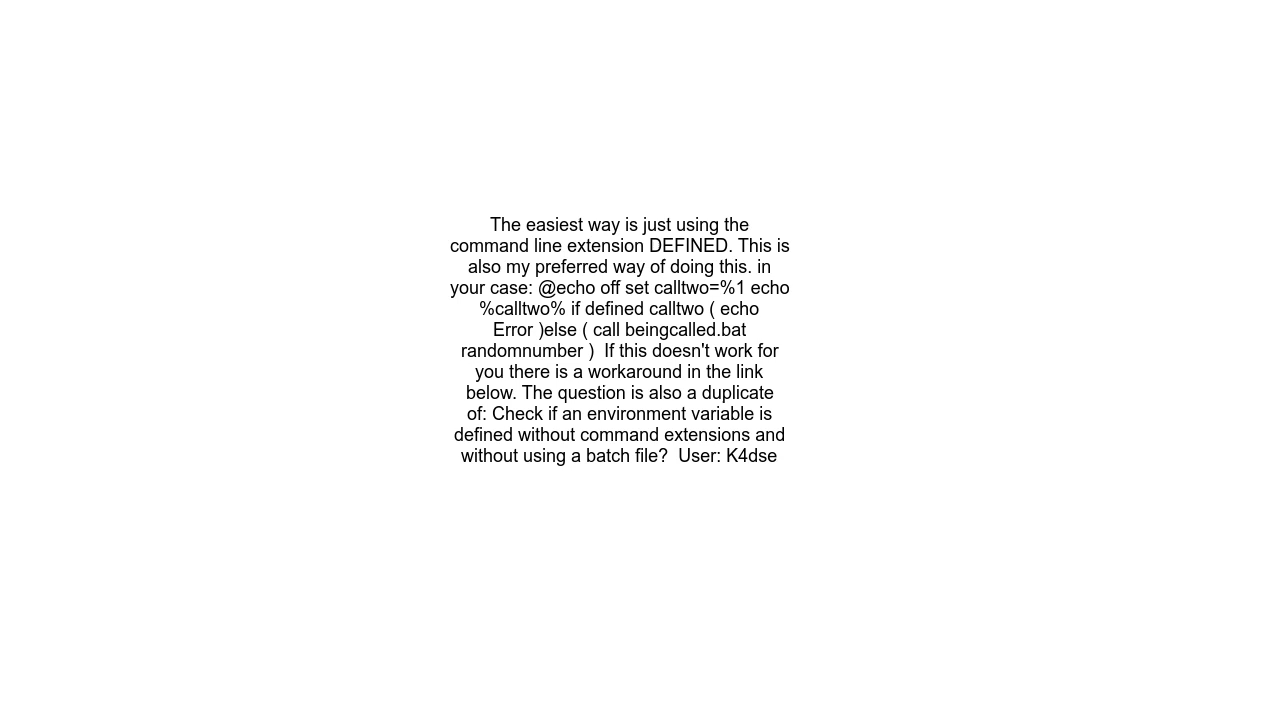 The easiest way is just using the
command line extension DEFINED. This is
also my preferred way of doing this. in
your case: @echo off set calltwo=%1 echo
%calltwo% if defined calltwo ( echo
Error )else ( call beingcalled.bat
randomnumber )  If this doesn't work for
you there is a workaround in the link
below. The question is also a duplicate
of: Check if an environment variable is
defined without command extensions and
without using a batch file?  User: K4dse